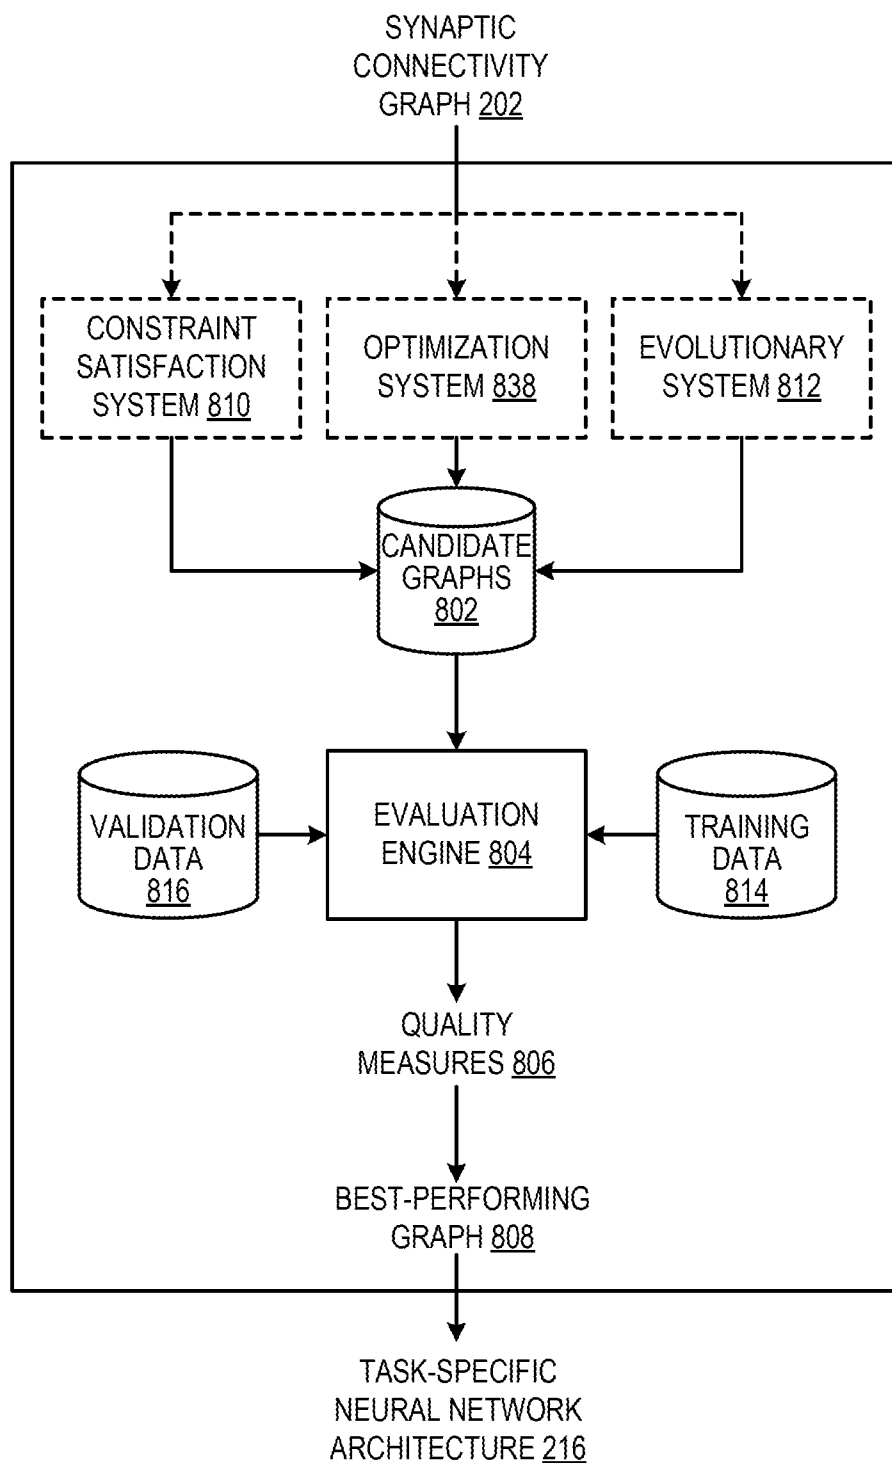 SYNAPTIC
CONNECTIVITY
GRAPH 202
CONSTRAINT
SATISFACTION
SYSTEM 810
OPTIMIZATION
SYSTEM 838
EVOLUTIONARY
SYSTEM 812
CANDIDATE
GRAPHS
802
VALIDATION
DATA
816
EVALUATION
ENGINE 804
TRAINING
DATA
814
QUALITY
MEASURES 806
BEST-PERFORMING
GRAPH 808
TASK-SPECIFIC
NEURAL NETWORK
ARCHITECTURE 216